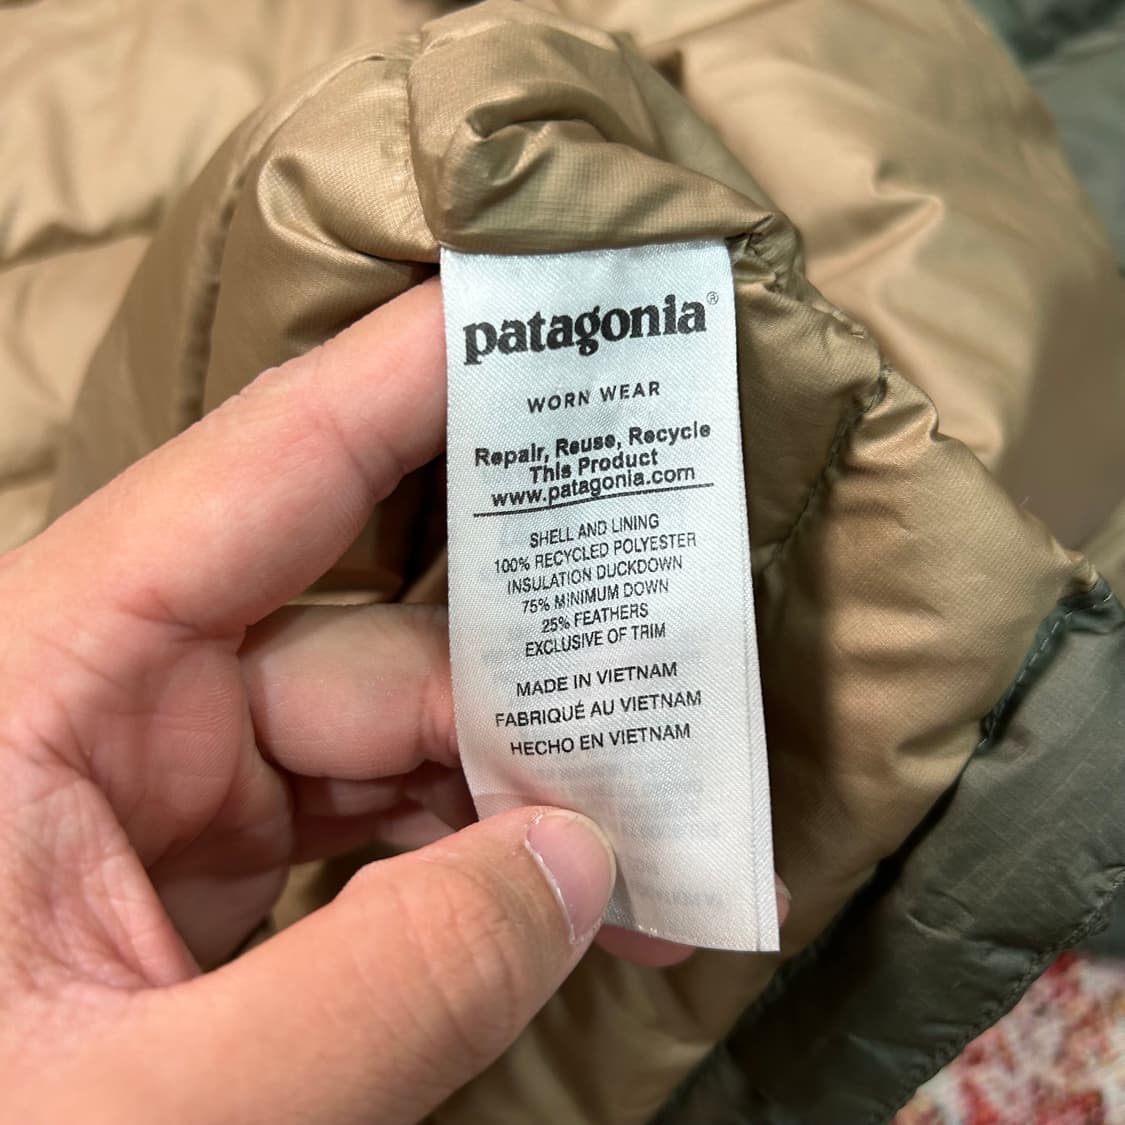 patagonia®
WORN WEAR
Repair, Reuse, Recycle
This Product
www.patagonia.com
SHELL AND LINING
100% RECYCLED POLYESTER
INSULATION DUCKDOWN
75% MINIMUM DOWN
25% FEATHERS
EXCLUSIVE OF TRIM
MADE IN VIETNAM
FABRIQUÉ AU VIETNAM
HECHO EN VIETNAM